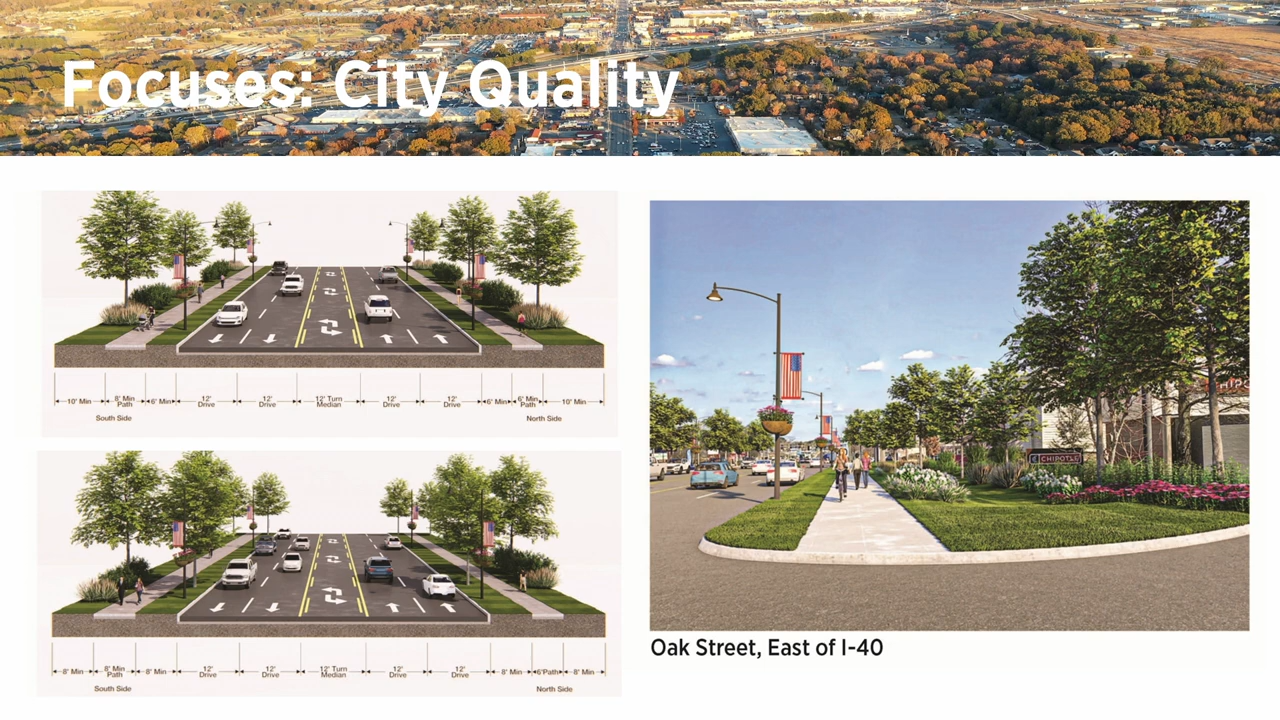 Focuses: City Quality
10' Min
8' Min
Path
6' Min
12'
Drive
12'
Drive
12' Turn
Median
12'
Drive
12'
Drive
6' Min
6' Min
Path
10' Min
South Side
North Side
8' Min
8' Min
Path
8' Min
12'
Drive
12'
Drive
12' Turn
Median
12'
Drive
12'
Drive
8' Min
6'Path
8' Min
South Side
North Side
CHIPOTLE
Oak Street, East of I-40